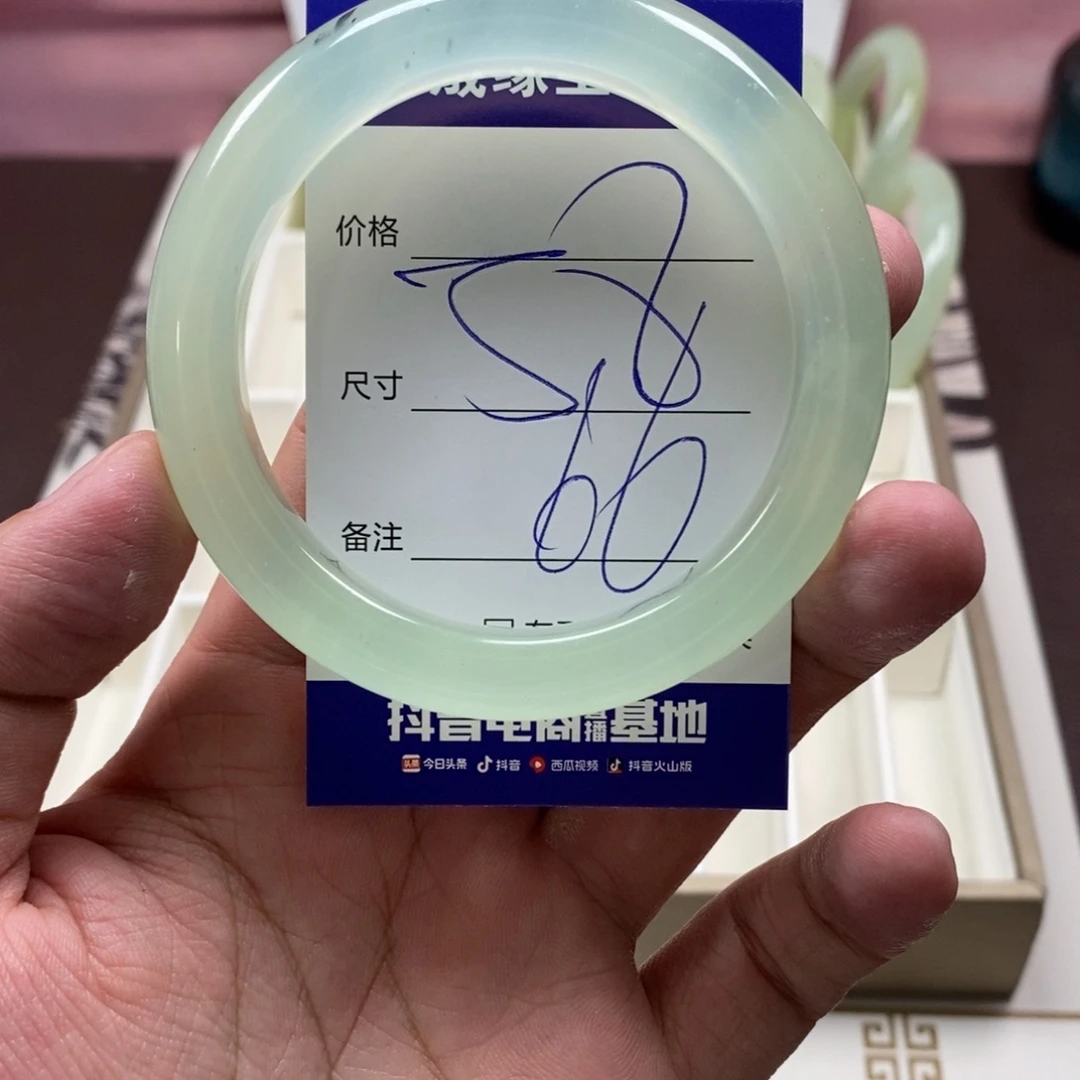 价格
尺寸 58
备注 66
抖音电商直播基地
今日头条 抖音 西瓜视频 抖音火山版